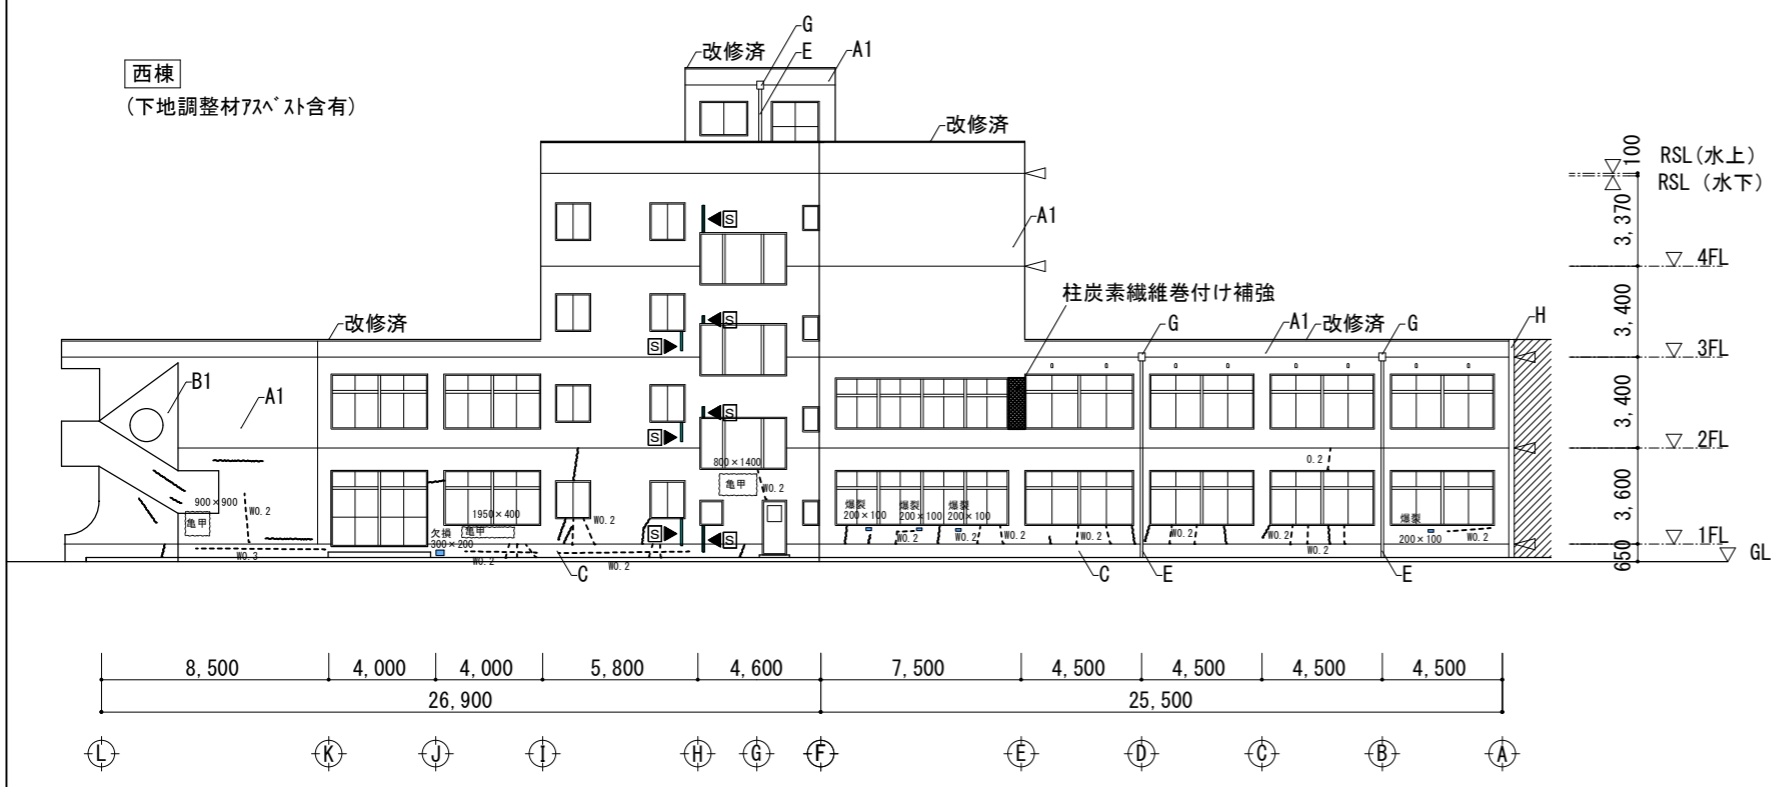 西棟
(下地調整材アスベスト含有)
改修済
G
E
A1
改修済
A1
100
RSL(水上)
RSL (水下)
3,370
4FL
3,400
3FL
3,400
2FL
3,600
1FL
650
GL
S
S
S
S
S
S
S
柱炭素繊維巻付け補強
改修済
G
A1
改修済
G
H
B1
A1
900×900
亀甲
W0.2
W0.3
欠損
300×200
1950×400
亀甲
W0.2
W0.2
W0.2
C
800×1400
亀甲
W0.2
爆裂
200×100
爆裂
200×100
爆裂
200×100
W0.2
W0.2
W0.2
W0.2
C
W0.2
E
0.2
W0.2
E
爆裂
200×100
W0.2
8,500
4,000
4,000
5,800
4,600
7,500
4,500
4,500
4,500
4,500
26,900
25,500
L
K
J
I
H
G
F
E
D
C
B
A